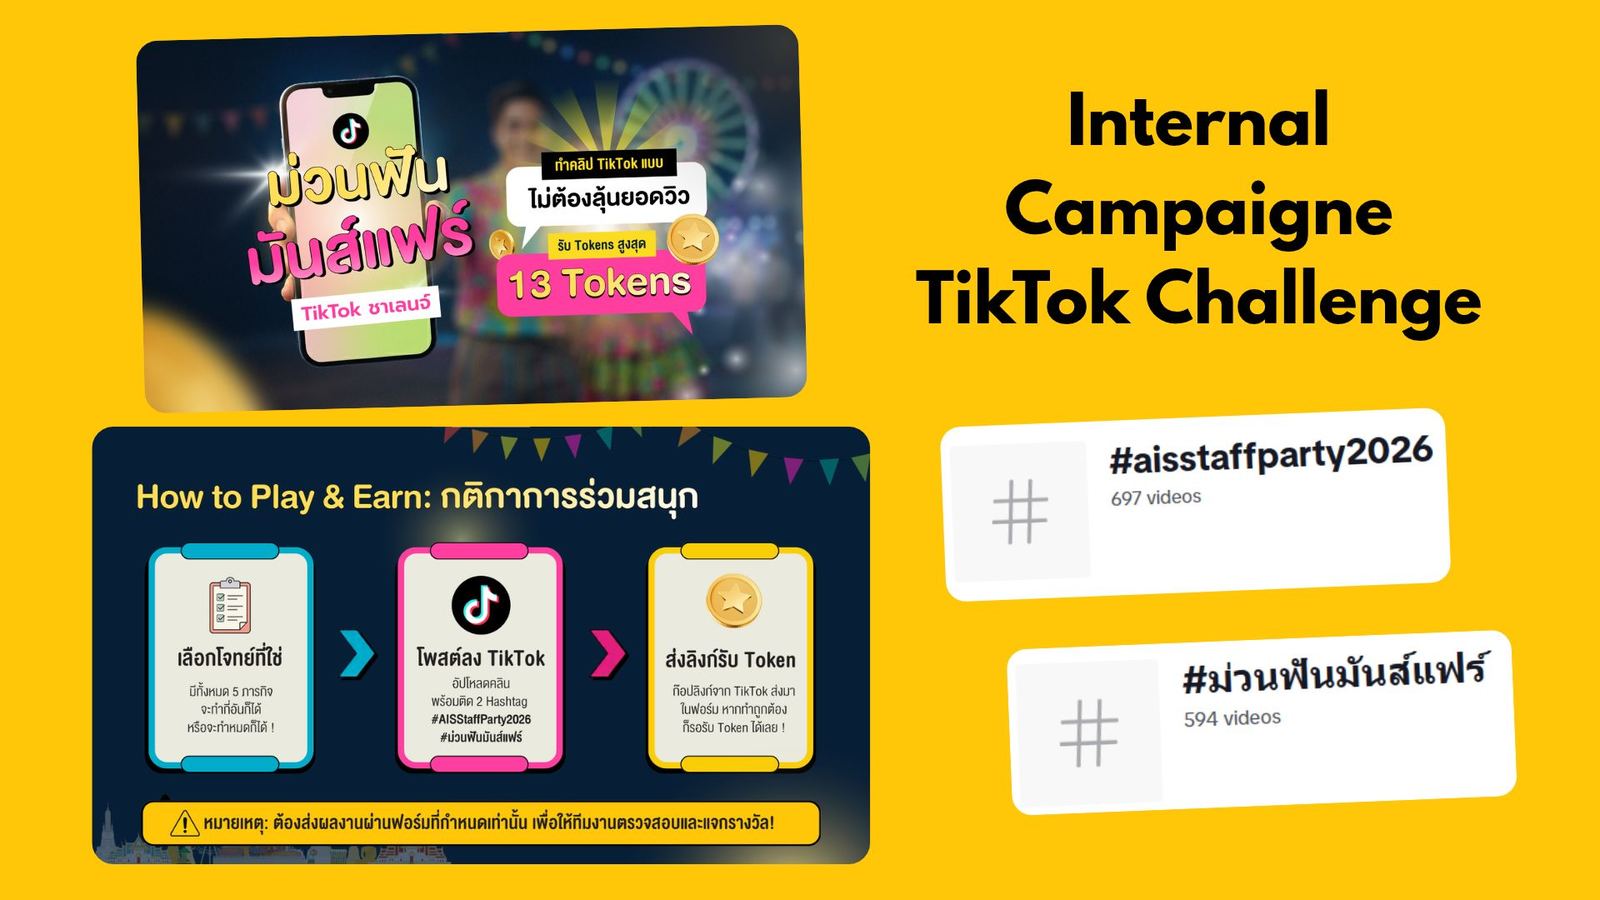 ม่วนฟัน
มันส์แฟร์
TikTok ชาเลนจ์
ทำคลิป TikTok แบบ
ไม่ต้องลุ้นยอดวิว
รับ Tokens สูงสุด
13 Tokens
Internal
Campaigne
TikTok Challenge
How to Play & Earn: กติกาการร่วมสนุก
เลือกโจทย์ที่ใช่
มีทั้งหมด 5 ภารกิจ
จะทำกี่อันก็ได้
หรือจะทำหมดก็ได้ !
โพสต์ลง TikTok
อัปโหลดคลิป
พร้อมติด 2 Hashtag
#AISStaffParty2026
#ม่วนฟันมันส์แฟร์
ส่งลิงก์รับ Token
ก๊อปลิงก์จาก TikTok ส่งมา
ในฟอร์ม หากทำถูกต้อง
ก็รอรับ Token ได้เลย !
หมายเหตุ: ต้องส่งผลงานผ่านฟอร์มที่กำหนดเท่านั้น เพื่อให้ทีมงานตรวจสอบและแจกรางวัล!
#aisstaffparty2026
697 videos
#ม่วนฟันมันส์แฟร์
594 videos